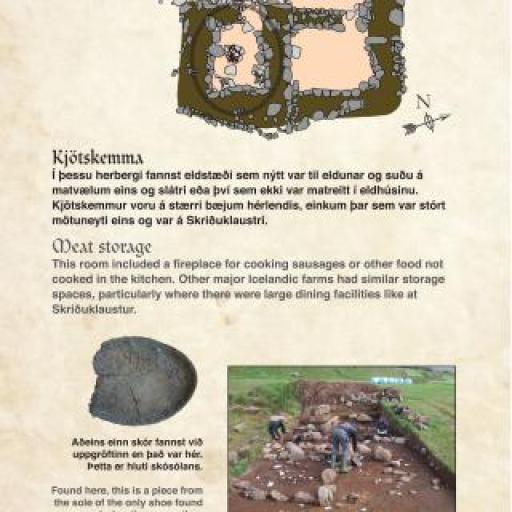 N
Kjötskemma
Í þessu herbergi fannst eldstæði sem nýtt var til eldunar og suðu á
matvælum eins og slátri eða því sem ekki var matreitt í eldhúsinu.
Kjötskemmur voru á stærri bæjum hérlendis, einkum þar sem var stórt
mötuneyti eins og var á Skriðuklaustri.
Meat storage
This room included a fireplace for cooking sausages or other food not
cooked in the kitchen. Other major Icelandic farms had similar storage
spaces, particularly where there were large dining facilities like at
Skriðuklaustur.
Aðeins einn skór fannst við
uppgröftinn en það var hér.
Þetta er hluti skósólans.
Found here, this is a piece from
the sole of the only shoe found